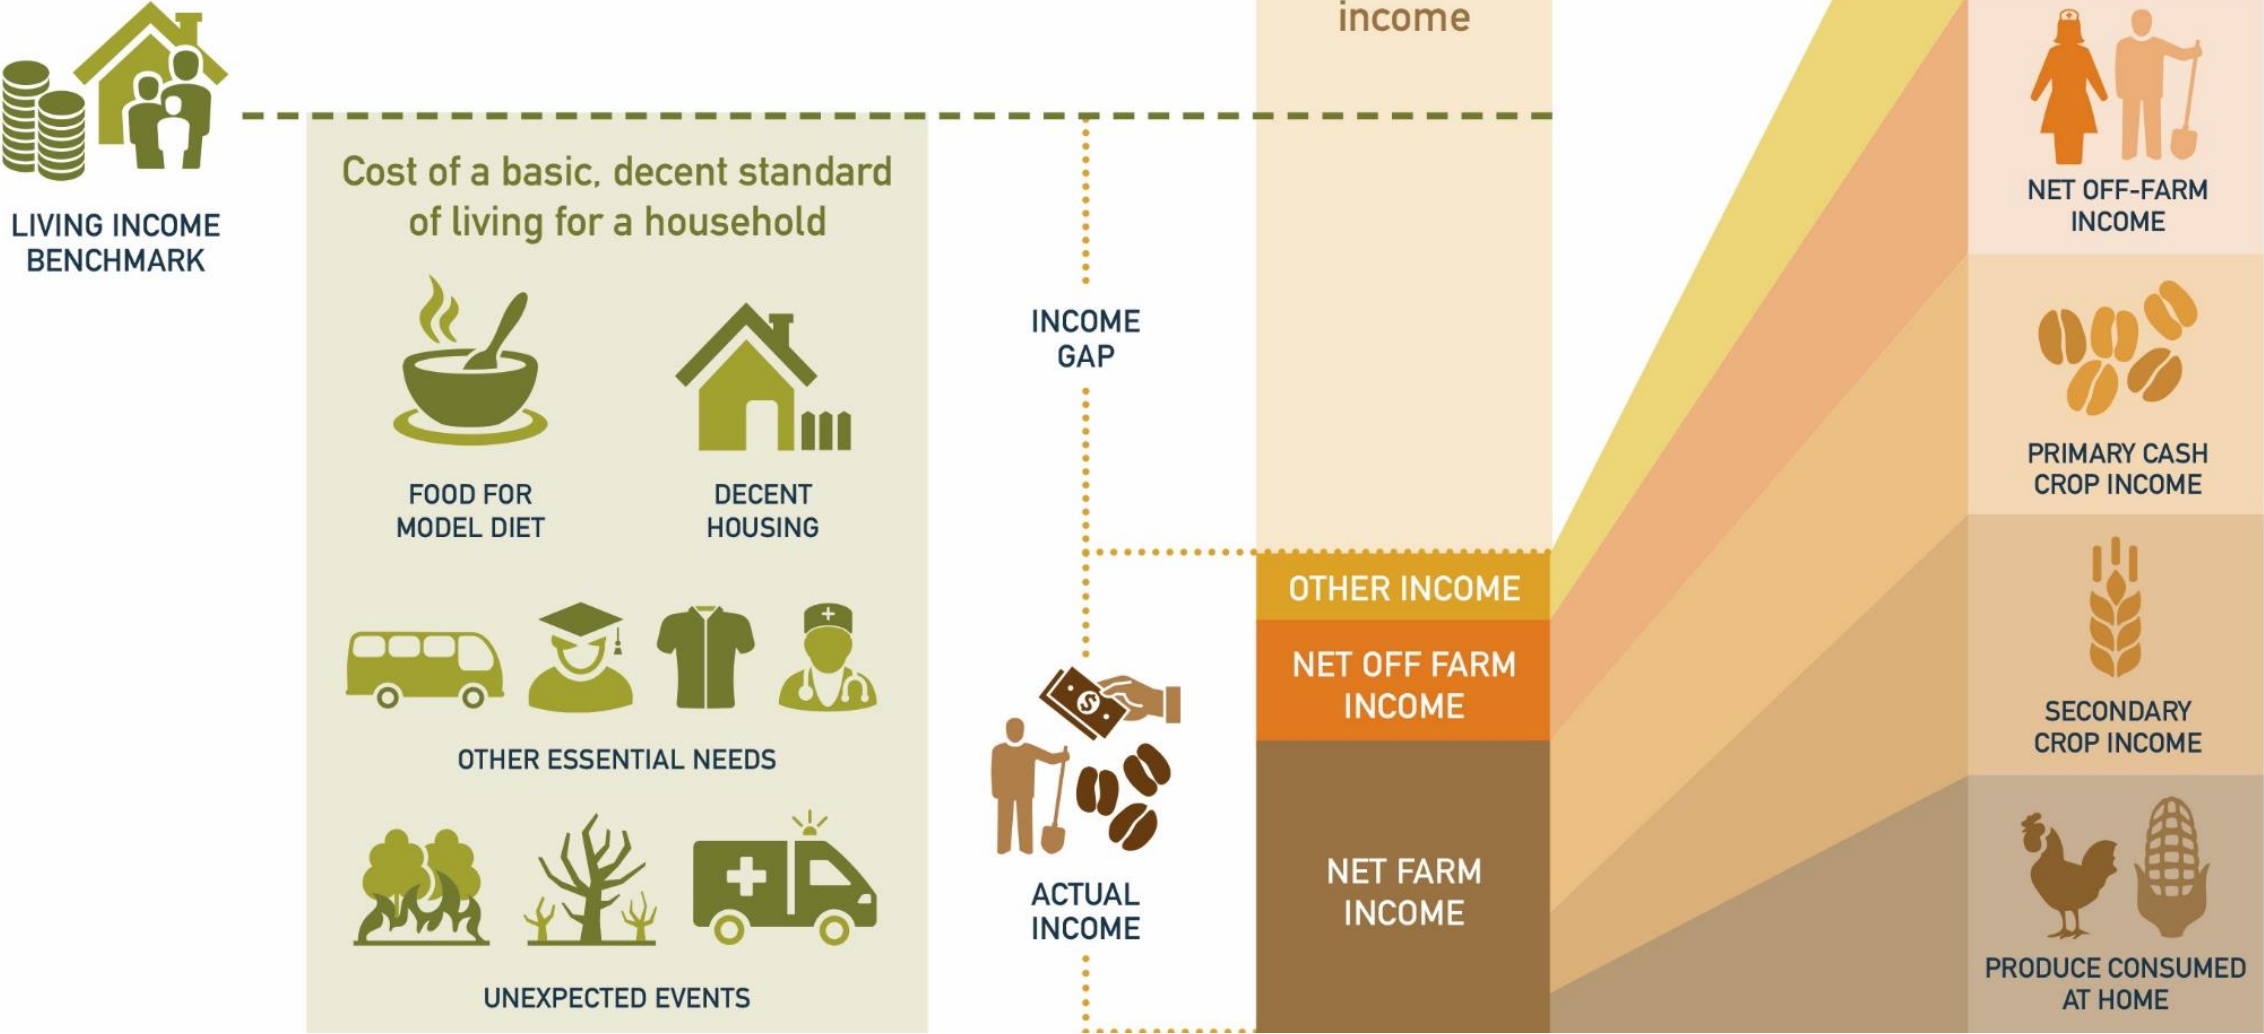 LIVING INCOME
BENCHMARK
Cost of a basic, decent standard
of living for a household
FOOD FOR
MODEL DIET
DECENT
HOUSING
OTHER ESSENTIAL NEEDS
UNEXPECTED EVENTS
INCOME
GAP
ACTUAL
INCOME
income
OTHER INCOME
NET OFF FARM
INCOME
NET FARM
INCOME
NET OFF-FARM
INCOME
PRIMARY CASH
CROP INCOME
SECONDARY
CROP INCOME
PRODUCE CONSUMED
AT HOME